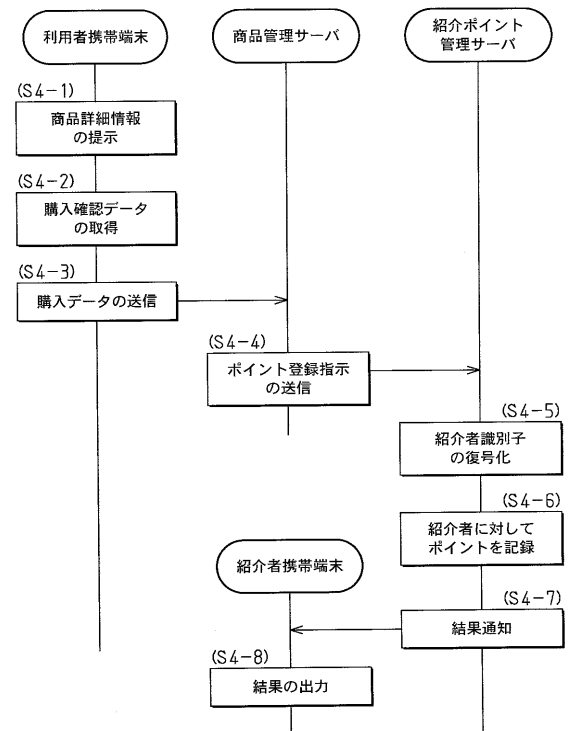 利用者携帯端末
商品管理サーバ
紹介ポイント
管理サーバ
(S4-1)
商品詳細情報
の提示
(S4-2)
購入確認データ
の取得
(S4-3)
購入データの送信
(S4-4)
ポイント登録指示
の送信
(S4-5)
紹介者識別子
の復号化
(S4-6)
紹介者に対して
ポイントを記録
紹介者携帯端末
(S4-7)
結果通知
(S4-8)
結果の出力